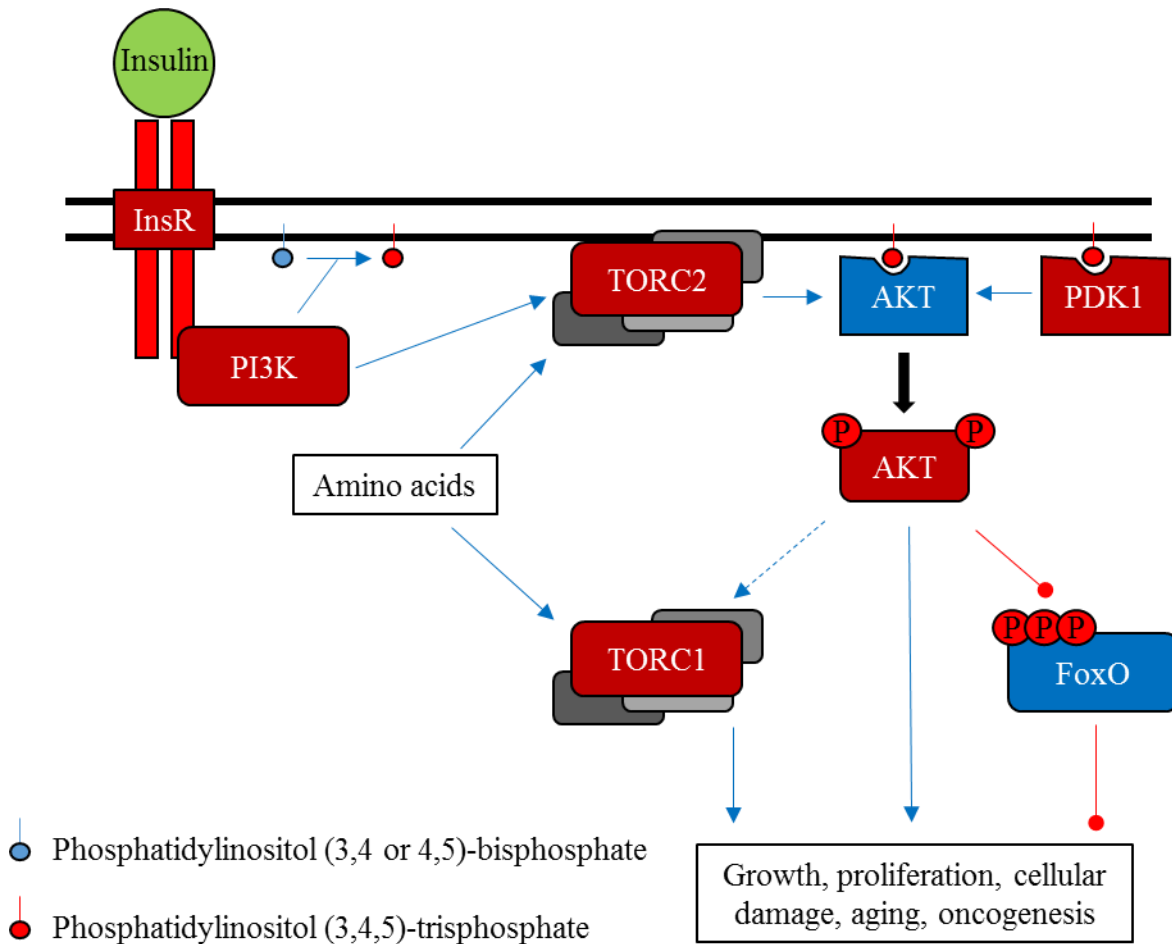 Insulin
InsR
PI3K
TORC2
AKT
PDK1
P
P
AKT
Amino acids
TORC1
P
P
P
FoxO
Phosphatidylinositol (3,4 or 4,5)-bisphosphate
Phosphatidylinositol (3,4,5)-trisphosphate
Growth, proliferation, cellular
damage, aging, oncogenesis